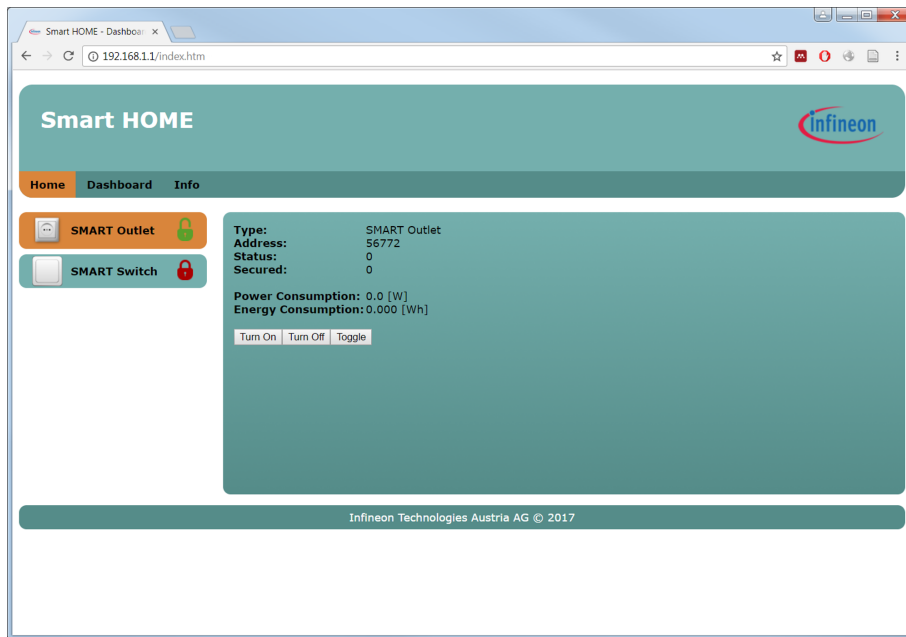 Smart HOME - Dashboar
192.168.1.1/index.htm
Smart HOME
infineon
Home Dashboard Info
SMART Outlet
SMART Switch
Type: SMART Outlet
Address: 56772
Status: 0
Secured: 0
Power Consumption: 0.0 [W]
Energy Consumption: 0.000 [Wh]
Turn On Turn Off Toggle
Infineon Technologies Austria AG © 2017